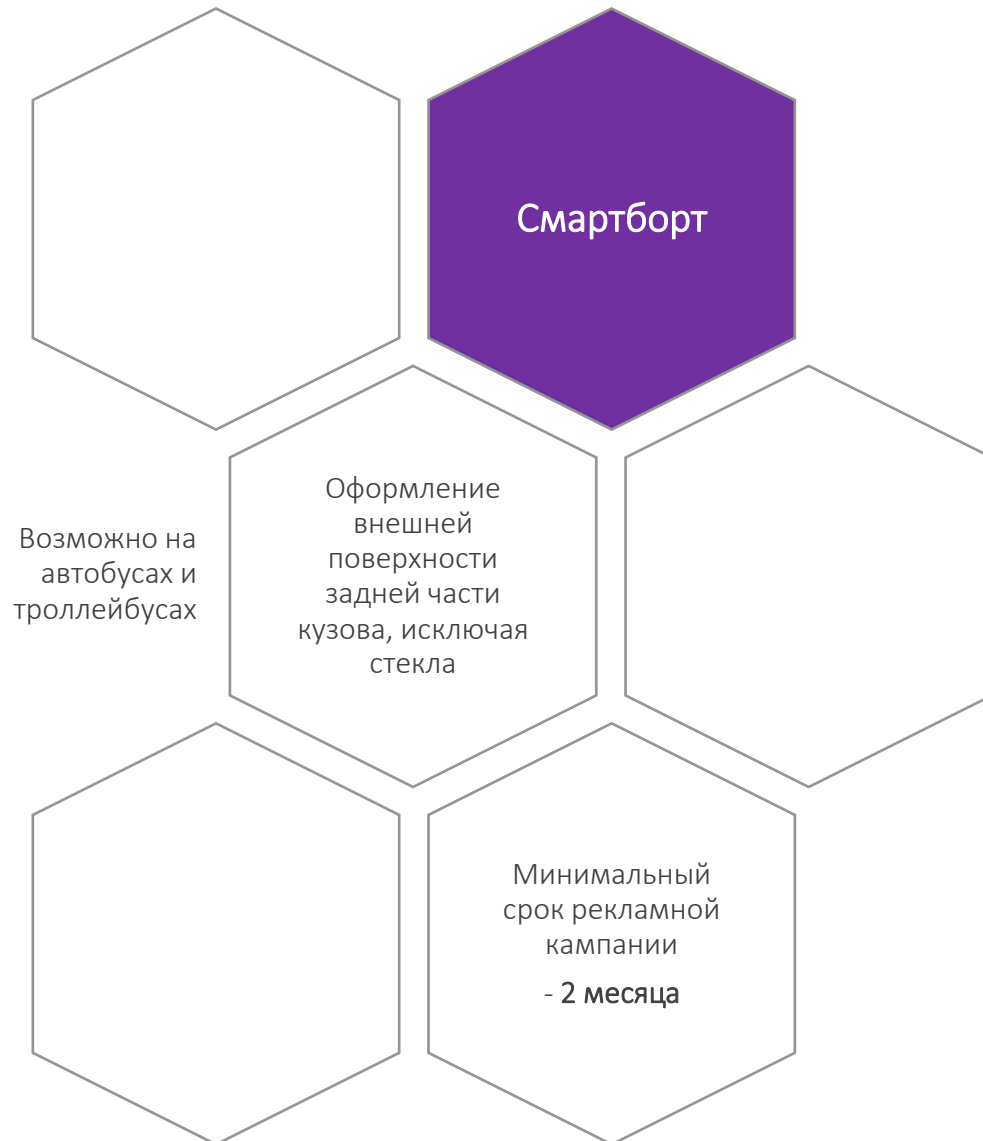 Смартборт
Возможно на
автобусах и
троллейбусах
Оформление
внешней
поверхности
задней части
кузова, исключая
стекла
Минимальный
срок рекламной
кампании
- 2 месяца